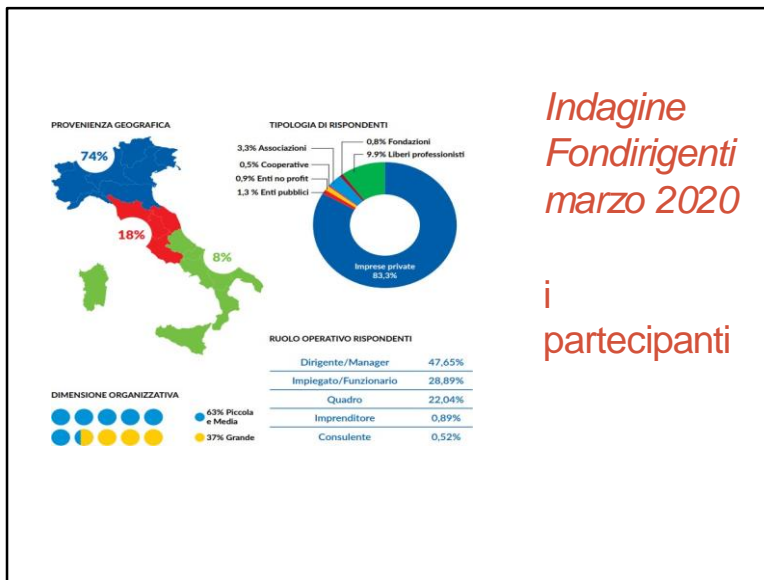 PROVENIENZA GEOGRAFICA
74%
18%
8%
TIPOLOGIA DI RISPONDENTI
3,3% Associazioni
0,5% Cooperative
0,9% Enti no profit
1,3 % Enti pubblici
0,8% Fondazioni
9.9% Liberi professionisti
Imprese private
83,3%
Indagine
Fondirigenti
marzo 2020
i
partecipanti
DIMENSIONE ORGANIZZATIVA
63% Piccola
e Media
37% Grande
RUOLO OPERATIVO RISPONDENTI
Dirigente/Manager 47,65%
Impiegato/Funzionario 28,89%
Quadro 22,04%
Imprenditore 0,89%
Consulente 0,52%